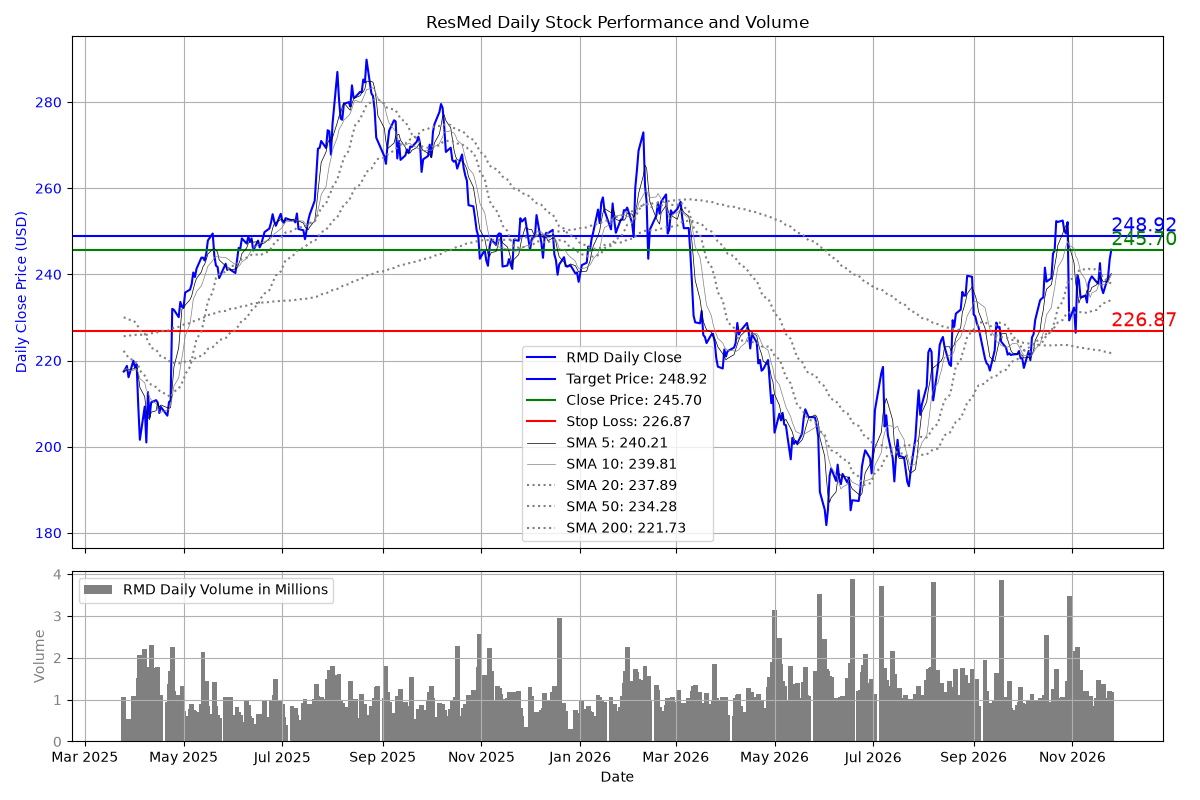 ResMed Daily Stock Performance and Volume
Daily Close Price (USD)
280
260
240
220
200
180
248.92
245.70
226.87
RMD Daily Close
Target Price: 248.92
Close Price: 245.70
Stop Loss: 226.87
SMA 5: 240.21
SMA 10: 239.81
SMA 20: 237.89
SMA 50: 234.28
SMA 200: 221.73
Volume
4
3
2
1
0
RMD Daily Volume in Millions
Mar 2025 May 2025 Jul 2025 Sep 2025 Nov 2025 Jan 2026 Mar 2026 May 2026 Jul 2026 Sep 2026 Nov 2026
Date